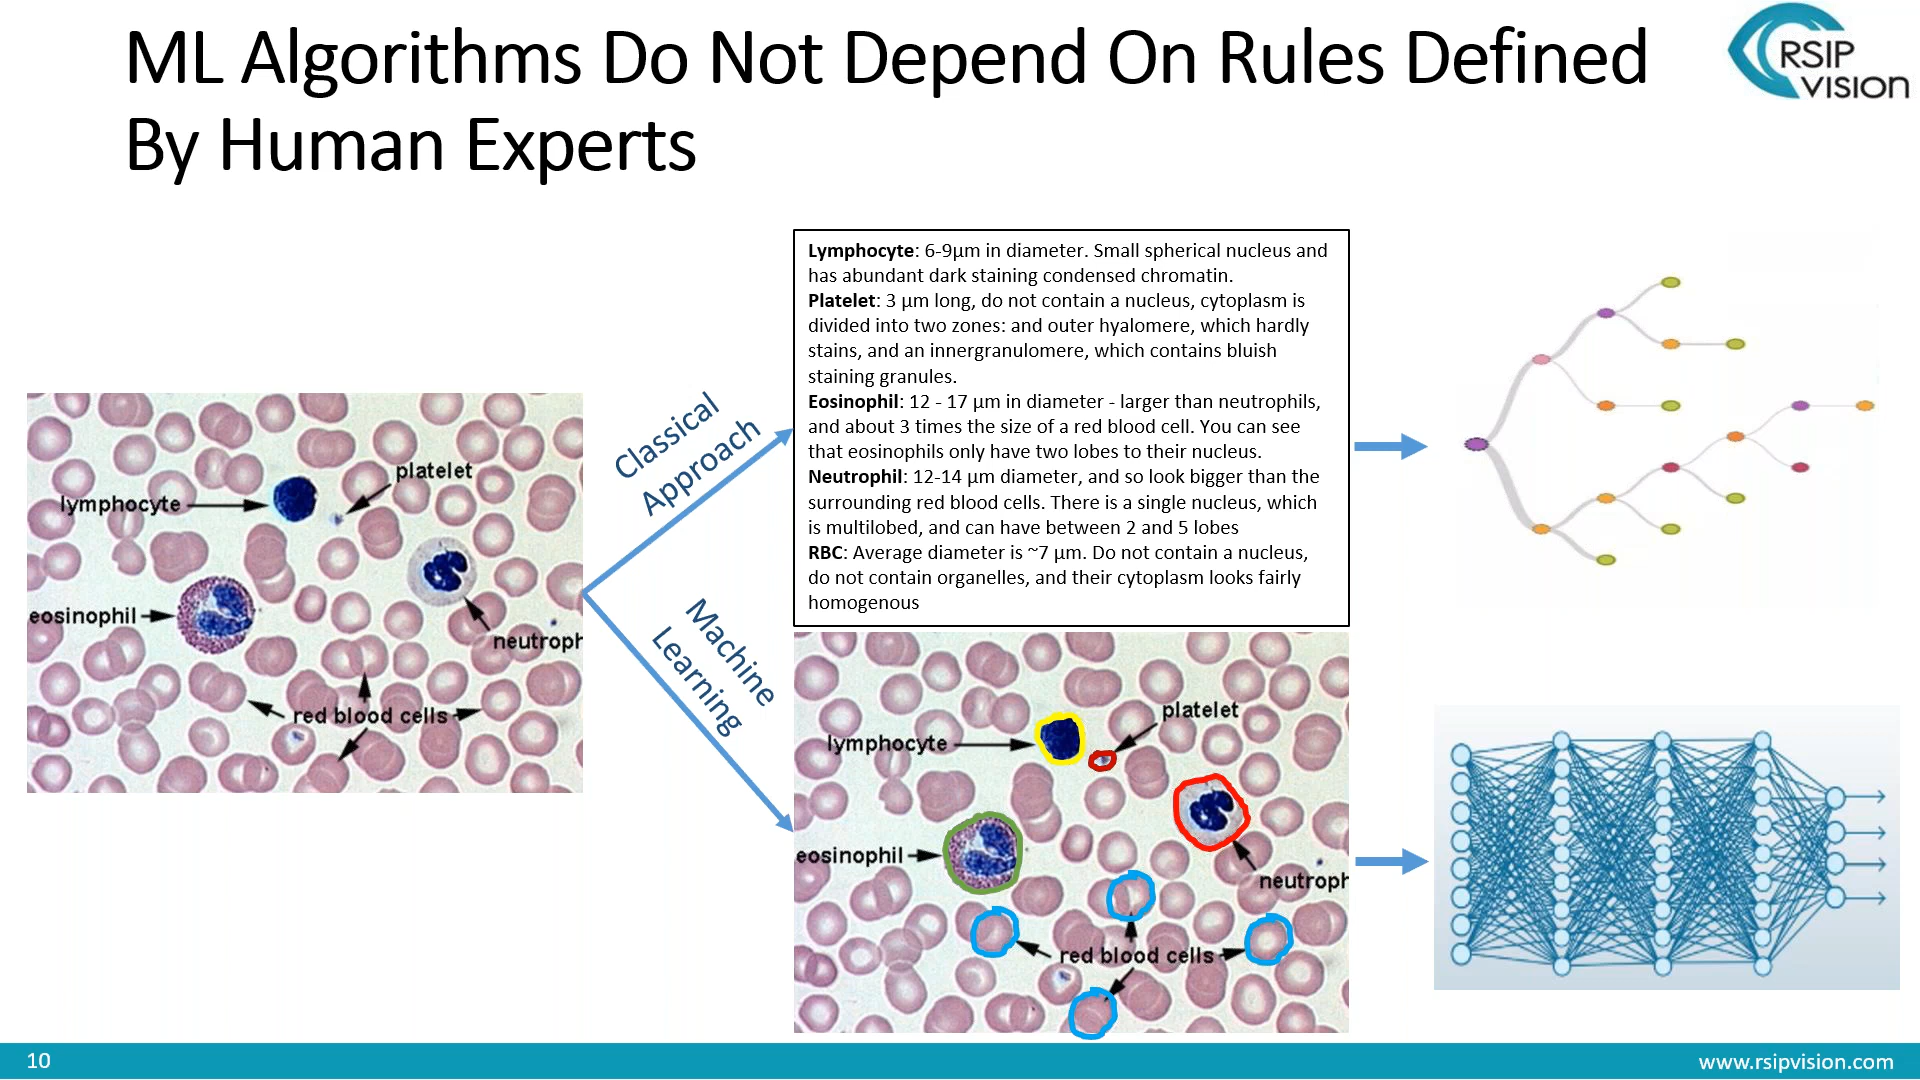 ML Algorithms Do Not Depend On Rules Defined
By Human Experts
RSIP
VISION
Lymphocyte: 6-9µm in diameter. Small spherical nucleus and
has abundant dark staining condensed chromatin.
Platelet: 3 µm long, do not contain a nucleus, cytoplasm is
divided into two zones: and outer hyalomere, which hardly
stains, and an innergranulomere, which contains bluish
staining granules.
Eosinophil: 12 - 17 µm in diameter - larger than neutrophils,
and about 3 times the size of a red blood cell. You can see
that eosinophils only have two lobes to their nucleus.
Neutrophil: 12-14 µm diameter, and so look bigger than the
surrounding red blood cells. There is a single nucleus, which
is multilobed, and can have between 2 and 5 lobes
RBC: Average diameter is ~7 µm. Do not contain a nucleus,
do not contain organelles, and their cytoplasm looks fairly
homogenous
Classical
Approach
Machine
Learning
platelet
lymphocyte
eosinophil
neutroph
red blood cells
platelet
lymphocyte
eosinophil
neutroph
red blood cells
10
www.rsipvision.com